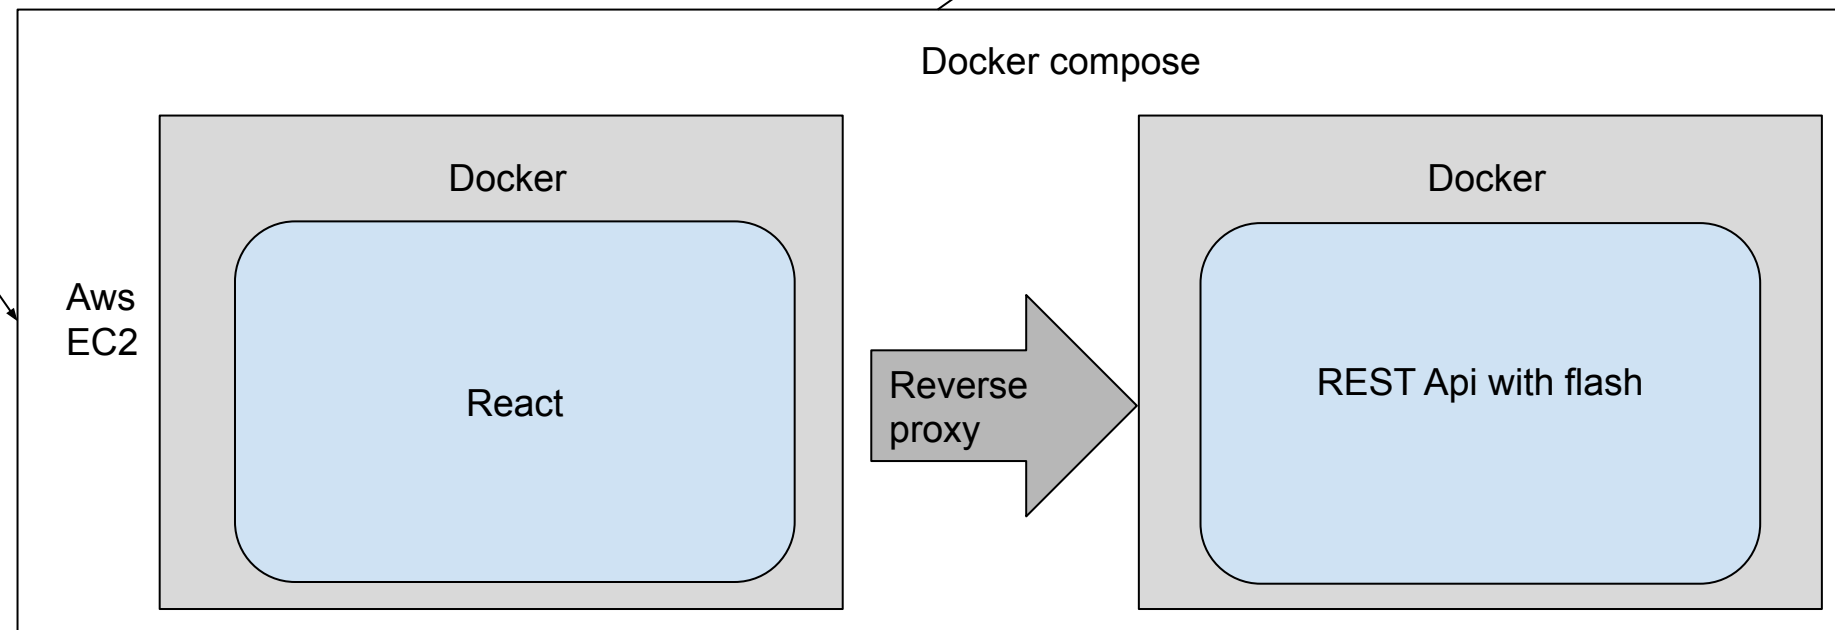 Docker compose
Docker
Docker
Aws
EC2
React
Reverse
proxy
REST Api with flash